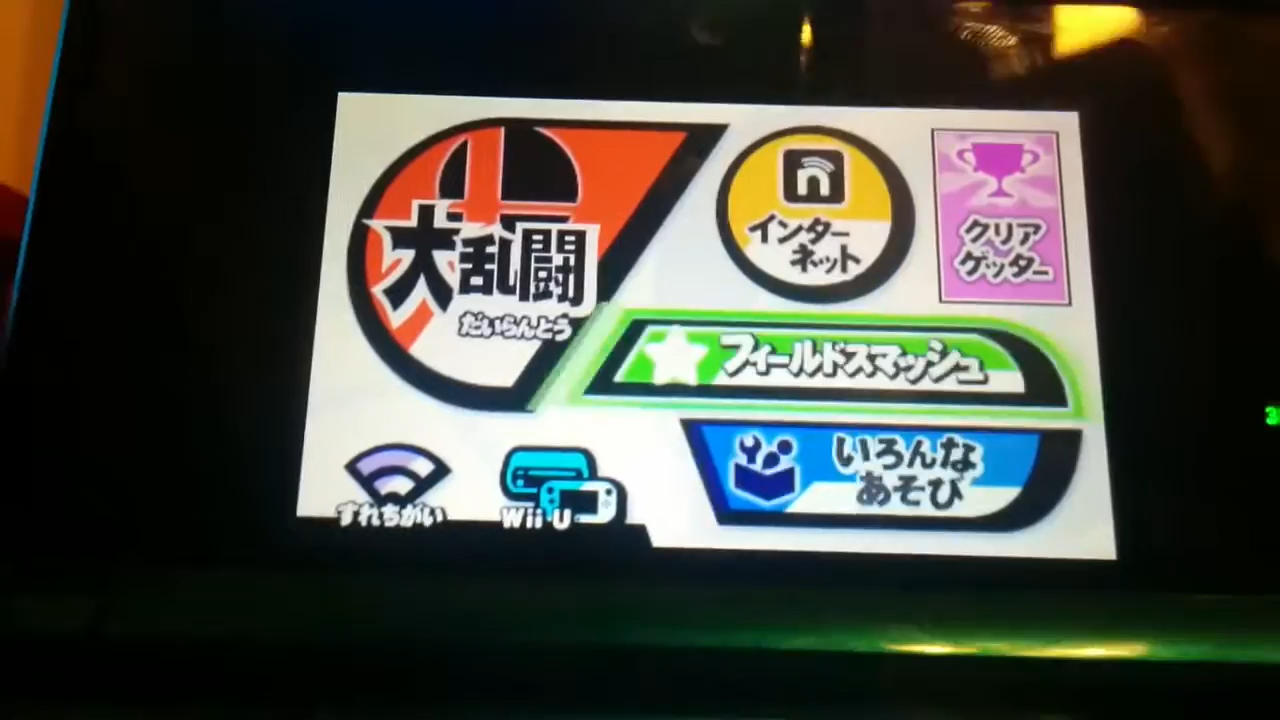 大乱闘
だいらんとう
インター
ネット
クリア
ゲッター
フィールドスマッシュ
いろんな
あそび
すれちがい
Wii U
3